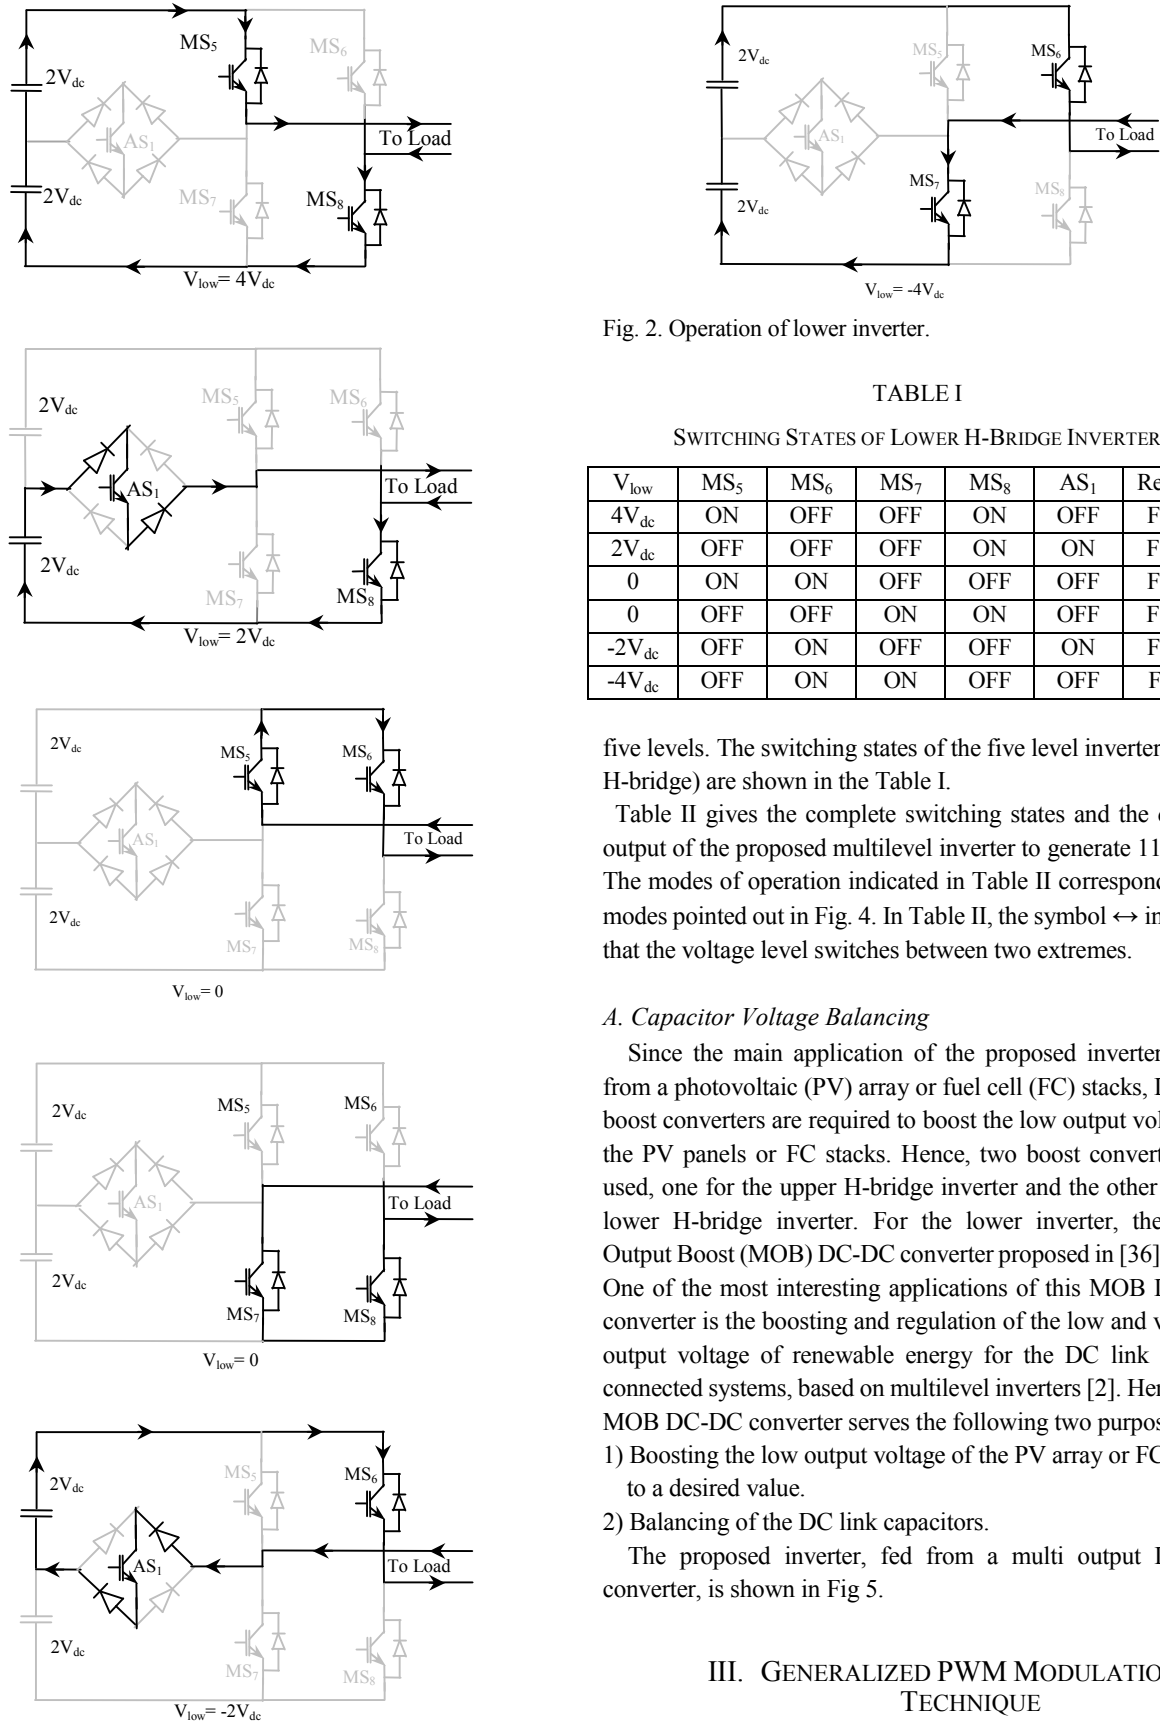 MS5
MS6
2Vdc
AS1
To Load
2Vdc
MS7
MS8
Vlow= 4Vdc
2Vdc
MS5
MS6
AS1
To Load
2Vdc
MS7
MS8
Vlow= 2Vdc
2Vdc
MS5
MS6
AS1
To Load
2Vdc
MS7
MS8
Vlow= 0
2Vdc
MS5
MS6
AS1
To Load
2Vdc
MS7
MS8
Vlow= 0
2Vdc
MS5
MS6
AS1
To Load
2Vdc
MS7
MS8
Vlow= -2Vdc
2Vdc
MS5
MS6
AS1
To Load
2Vdc
MS7
MS8
Vlow= -4Vdc
Fig. 2. Operation of lower inverter.
TABLE I
SWITCHING STATES OF LOWER H-BRIDGE INVERTER
Vlow MS5 MS6 MS7 MS8 AS1 Re
4Vdc ON OFF OFF ON OFF F
2Vdc OFF OFF OFF ON ON F
0 ON ON OFF OFF OFF F
0 OFF OFF ON ON OFF F
-2Vdc OFF ON OFF OFF ON F
-4Vdc OFF ON ON OFF OFF F
five levels. The switching states of the five level inverter
H-bridge) are shown in the Table I.
Table II gives the complete switching states and the
output of the proposed multilevel inverter to generate 11
The modes of operation indicated in Table II correspond
modes pointed out in Fig. 4. In Table II, the symbol ↔ in
that the voltage level switches between two extremes.
A. Capacitor Voltage Balancing
Since the main application of the proposed inverter
from a photovoltaic (PV) array or fuel cell (FC) stacks,
boost converters are required to boost the low output vol
the PV panels or FC stacks. Hence, two boost convert
used, one for the upper H-bridge inverter and the other
lower H-bridge inverter. For the lower inverter, the
Output Boost (MOB) DC-DC converter proposed in [36]
One of the most interesting applications of this MOB
converter is the boosting and regulation of the low and v
output voltage of renewable energy for the DC link
connected systems, based on multilevel inverters [2]. Hen
MOB DC-DC converter serves the following two purpos
1) Boosting the low output voltage of the PV array or FC
to a desired value.
2) Balancing of the DC link capacitors.
The proposed inverter, fed from a multi output
converter, is shown in Fig 5.
III. GENERALIZED PWM MODULATIO
TECHNIQUE